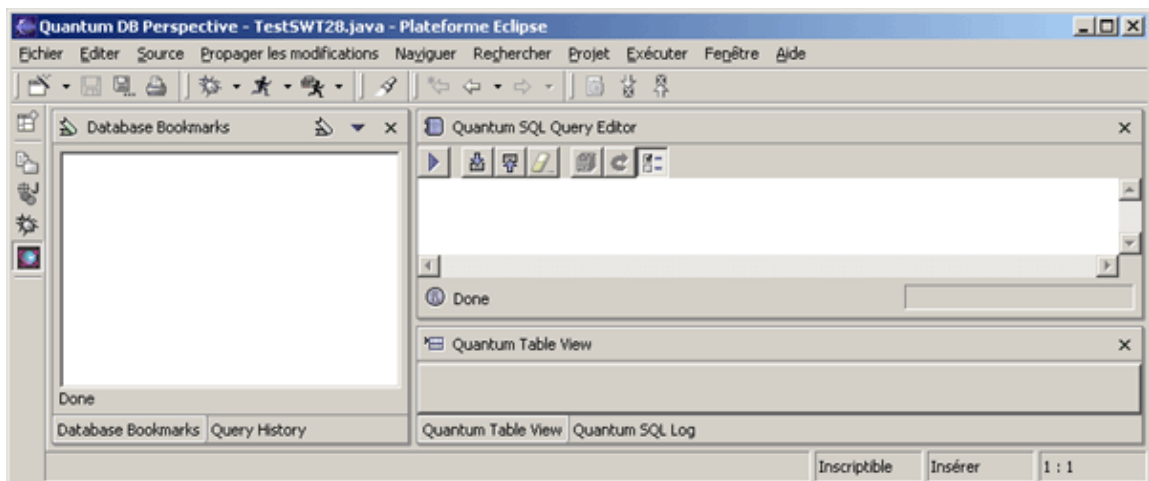 Quantum DB Perspective - TestSWT28.java - Plateforme Eclipse
Fichier Editer Source Propager les modifications Naviguer Rechercher Projet Exécuter Fenêtre Aide
Database Bookmarks
Quantum SQL Query Editor
Done
Quantum Table View
Done
Database Bookmarks Query History
Quantum Table View Quantum SQL Log
Inscriptible Insérer 1 : 1